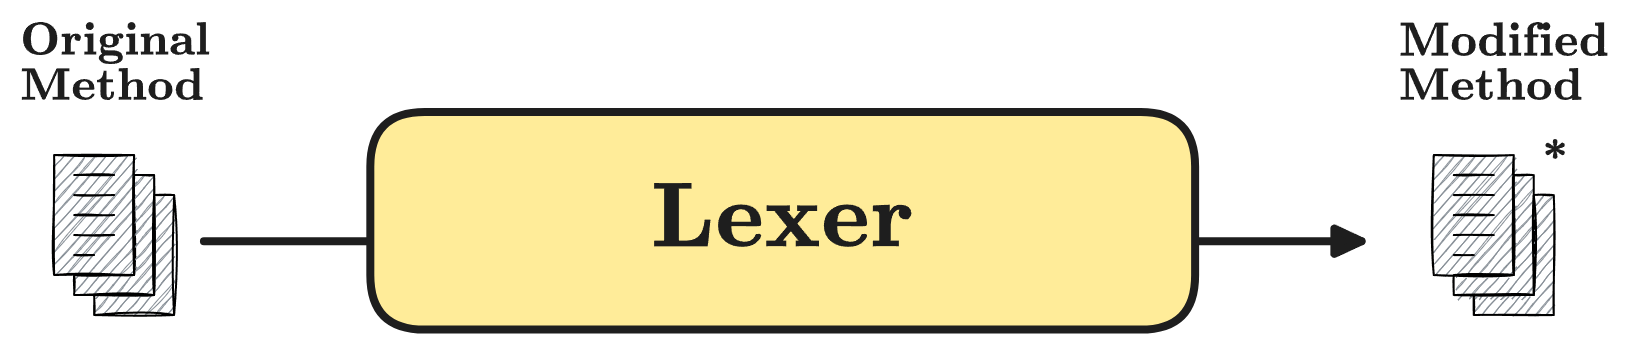 Original
Method
Lexer
Modified
Method
*